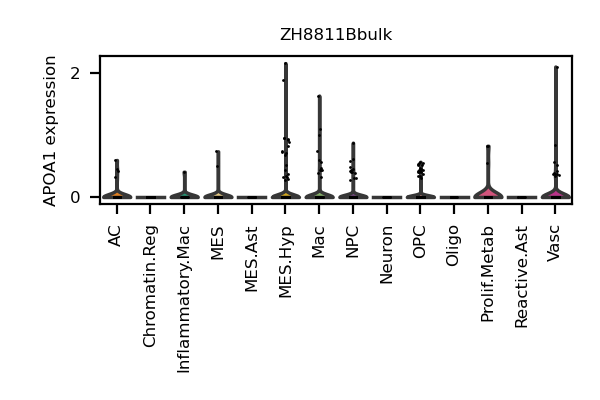 ZH8811Bbulk
APOA1 expression
2
0
AC
Chromatin.Reg
Inflammatory.Mac
MES
MES.Ast
MES.Hyp
Mac
NPC
Neuron
OPC
Oligo
Prolif.Metab
Reactive.Ast
Vasc